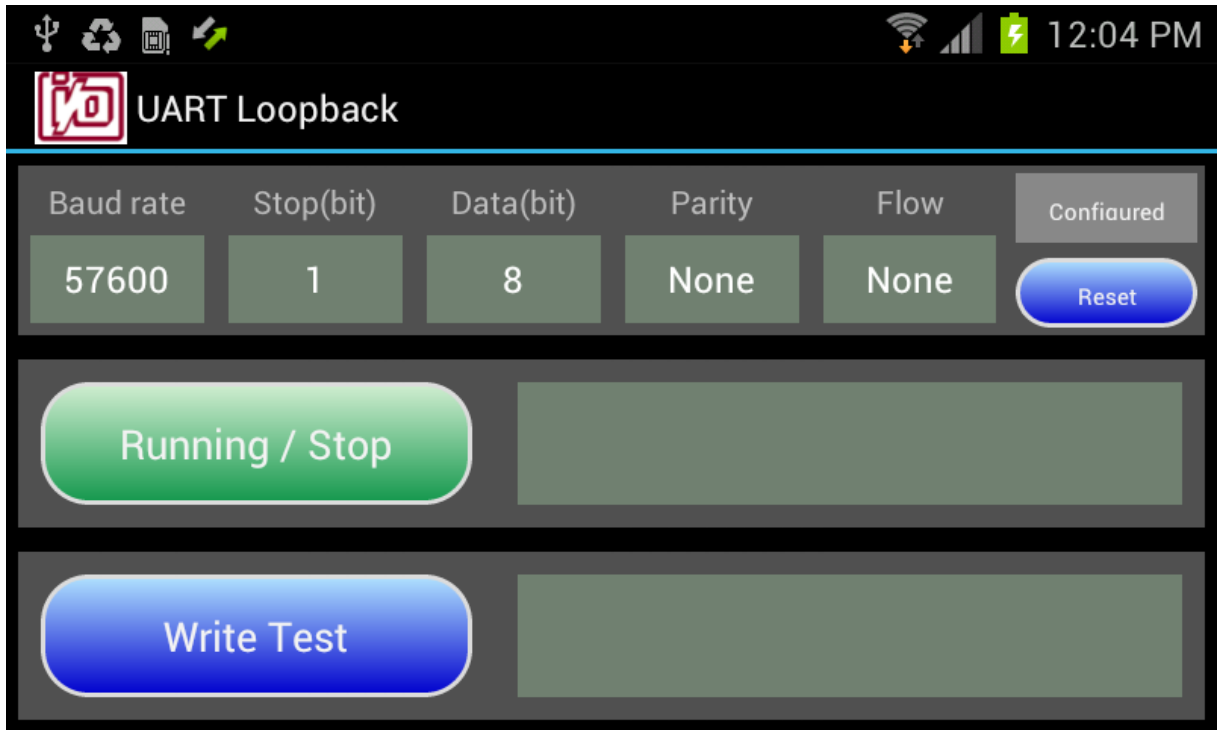 12:04 PM
i/o UART Loopback
Baud rate Stop(bit) Data(bit) Parity Flow Configured
57600 1 8 None None Reset
Running / Stop
Write Test